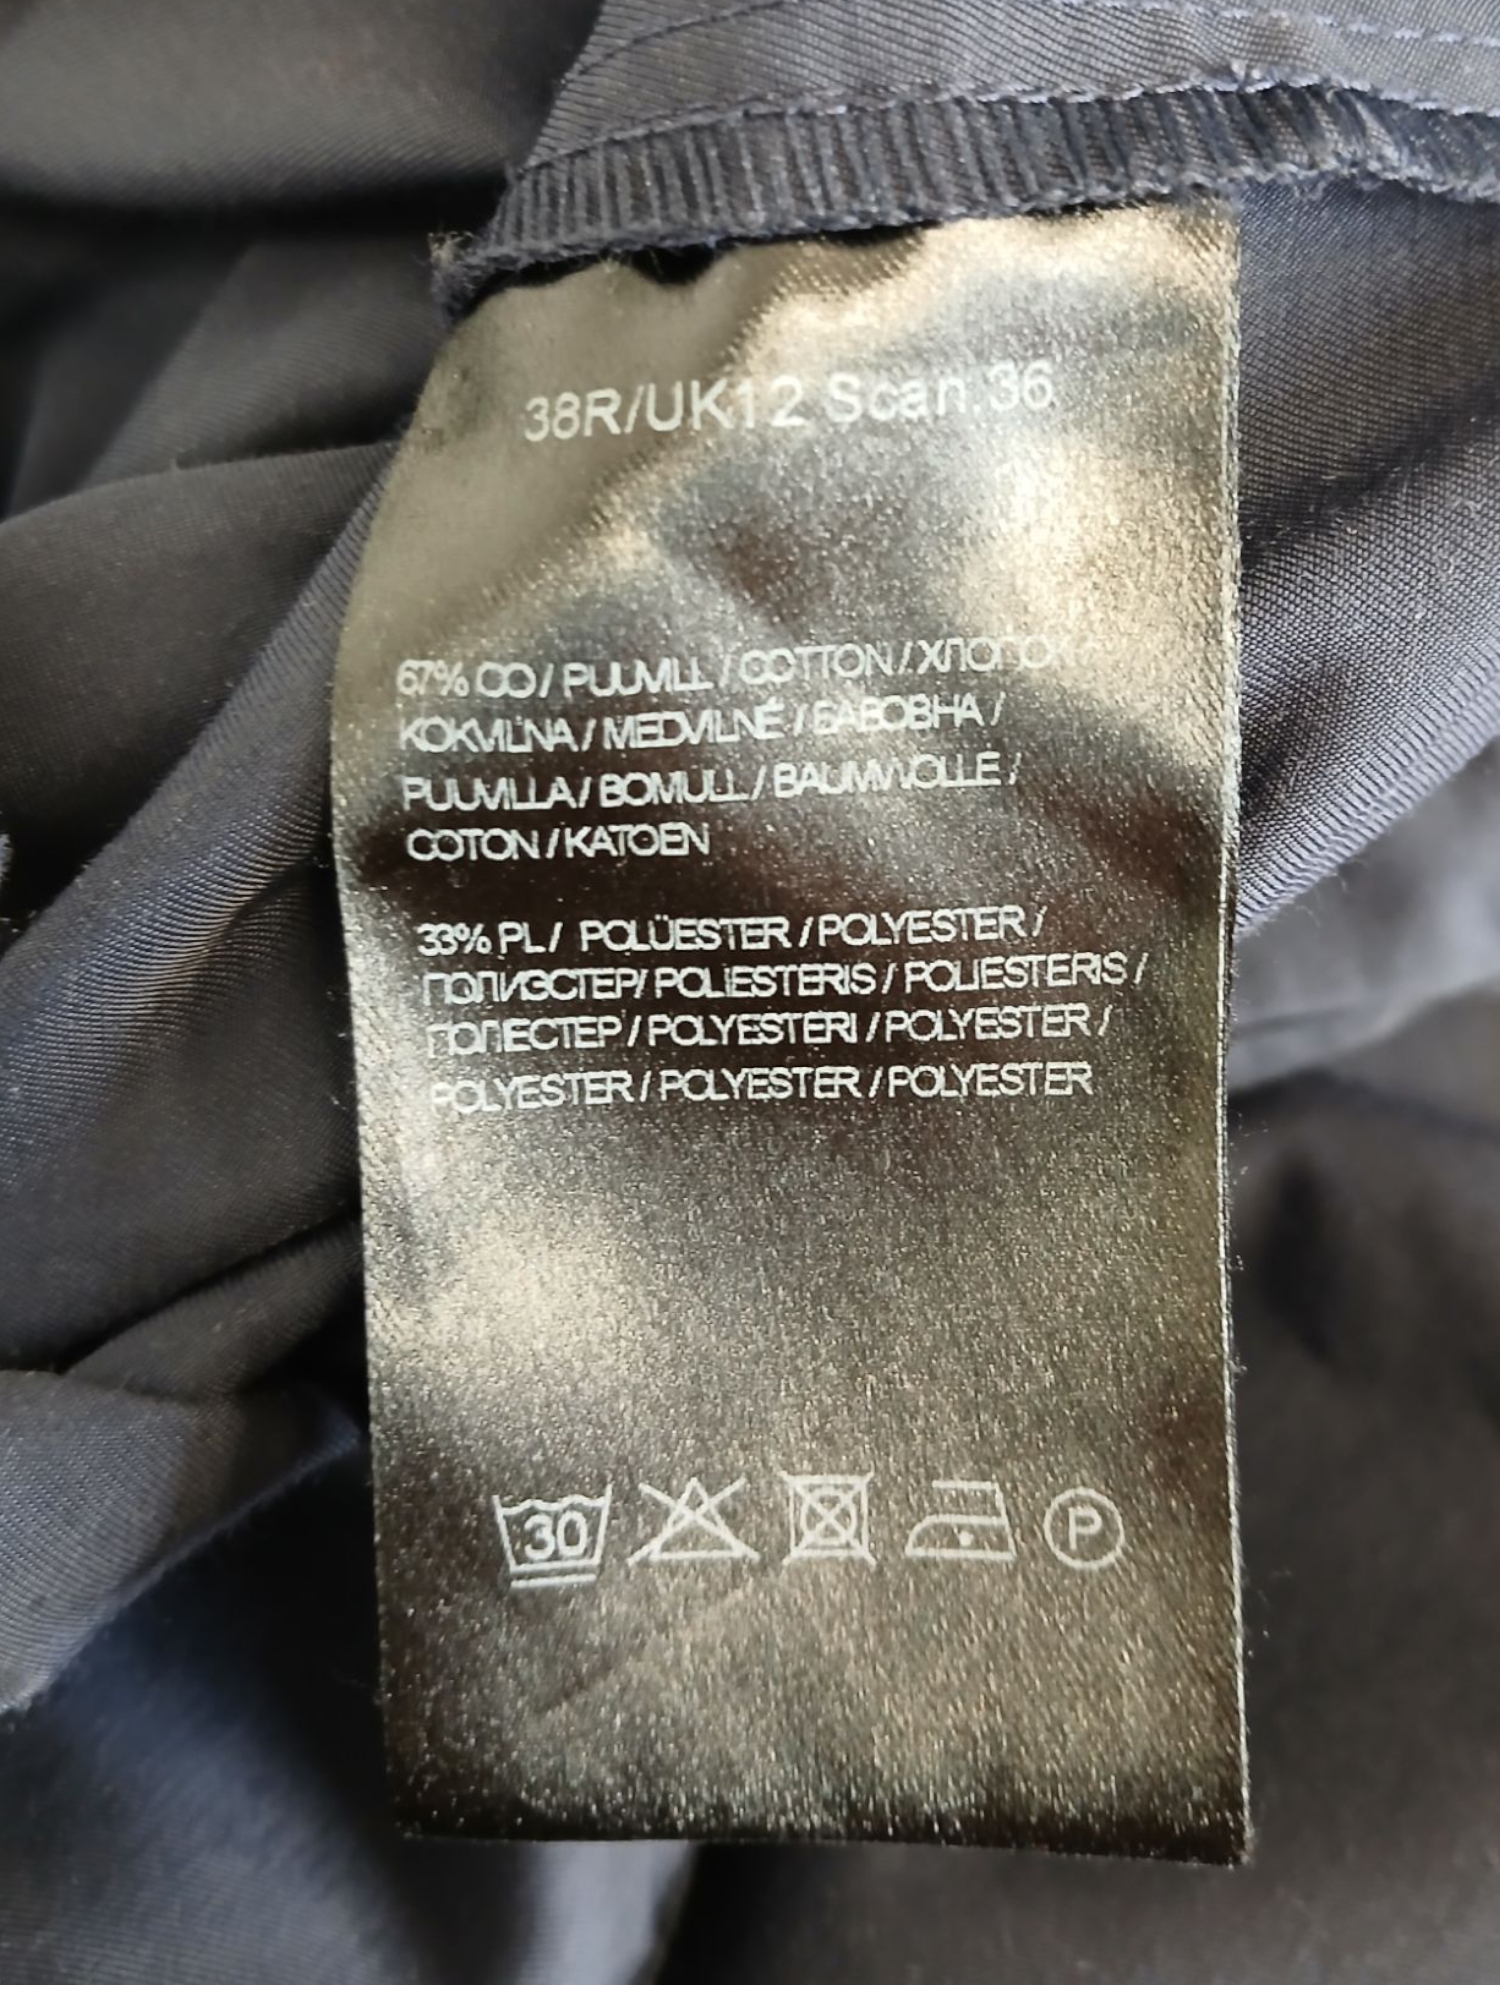 38R/UK12 Scan.36
67% CO / PUUVILL / COTTON / ХЛОПОК
KOKVILNA / MEDVILNĖ / БАВОВНА /
PUUVILLA / BOMULL / BAUMWOLLE /
COTON / KATOEN
33% PL / POLÜESTER / POLYESTER /
ПОЛИЭСТЕР/ POLIESTERIS / POLIESTERIS /
ПОЛІЕСТЕР / POLYESTERI / POLYESTER /
POLYESTER / POLYESTER / POLYESTER
30
P